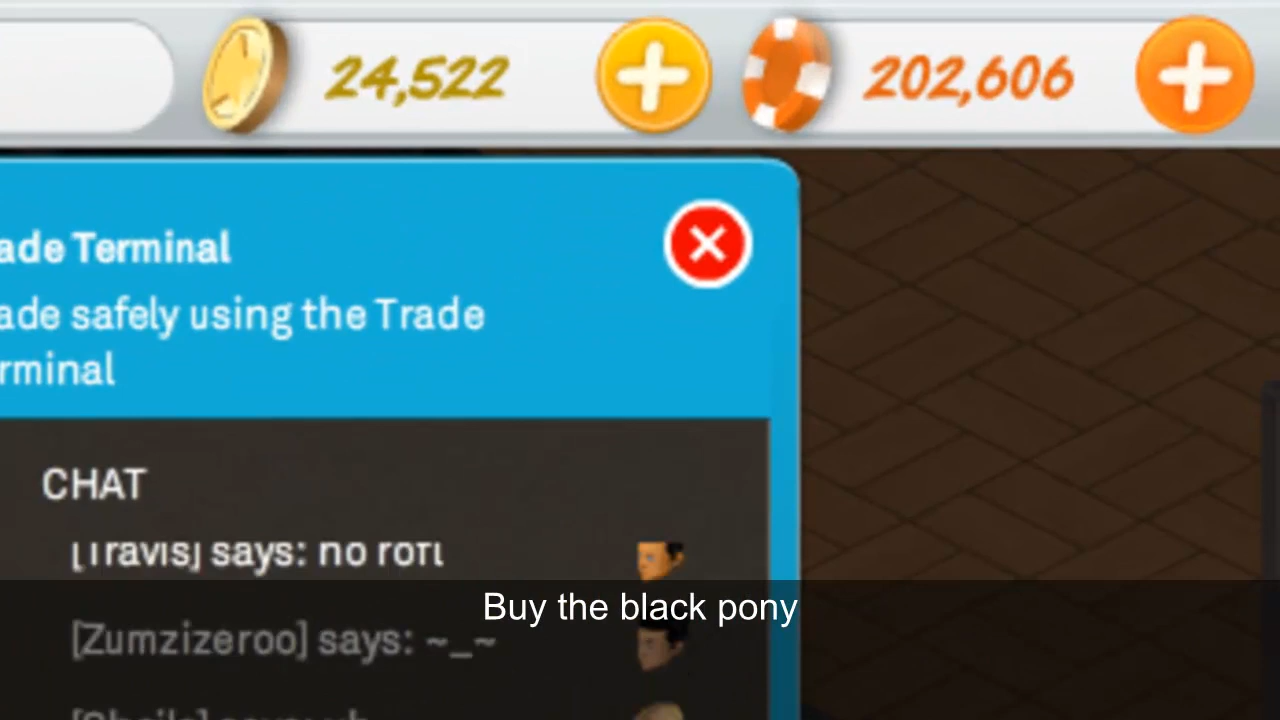 24,522
202,606
ade Terminal
ade safely using the Trade
rminal
CHAT
[Travis] says: no rofl
Buy the black pony
[Zumzizeroo] says: ~_~